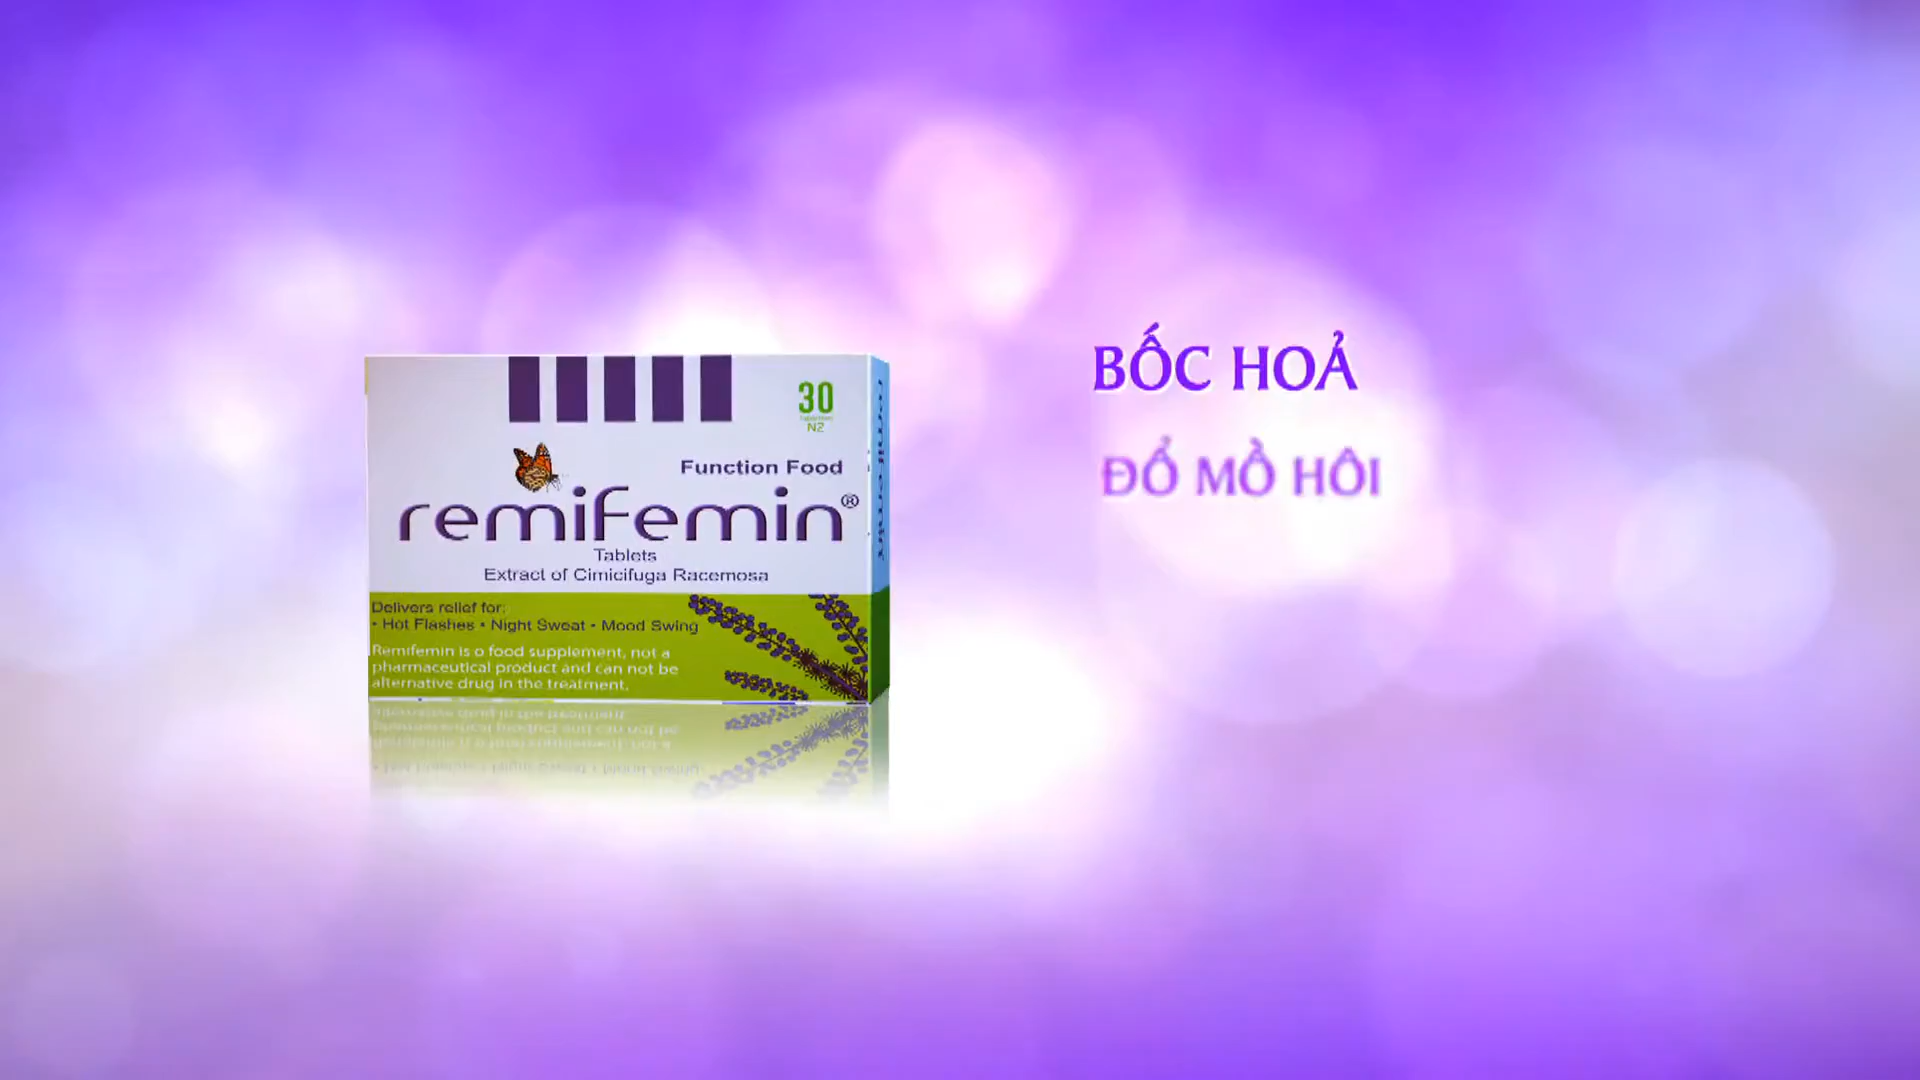 30
N2
Function Food
remifemin®
Tablets
Extract of Cimicifuga Racemosa
Delivers relief for:
• Hot Flashes • Night Sweat • Mood Swing
Remifemin is a food supplement, not a
pharmaceutical product and can not be
alternative drug in the treatment.
remifemin
BỐC HOẢ
ĐỔ MỒ HÔI